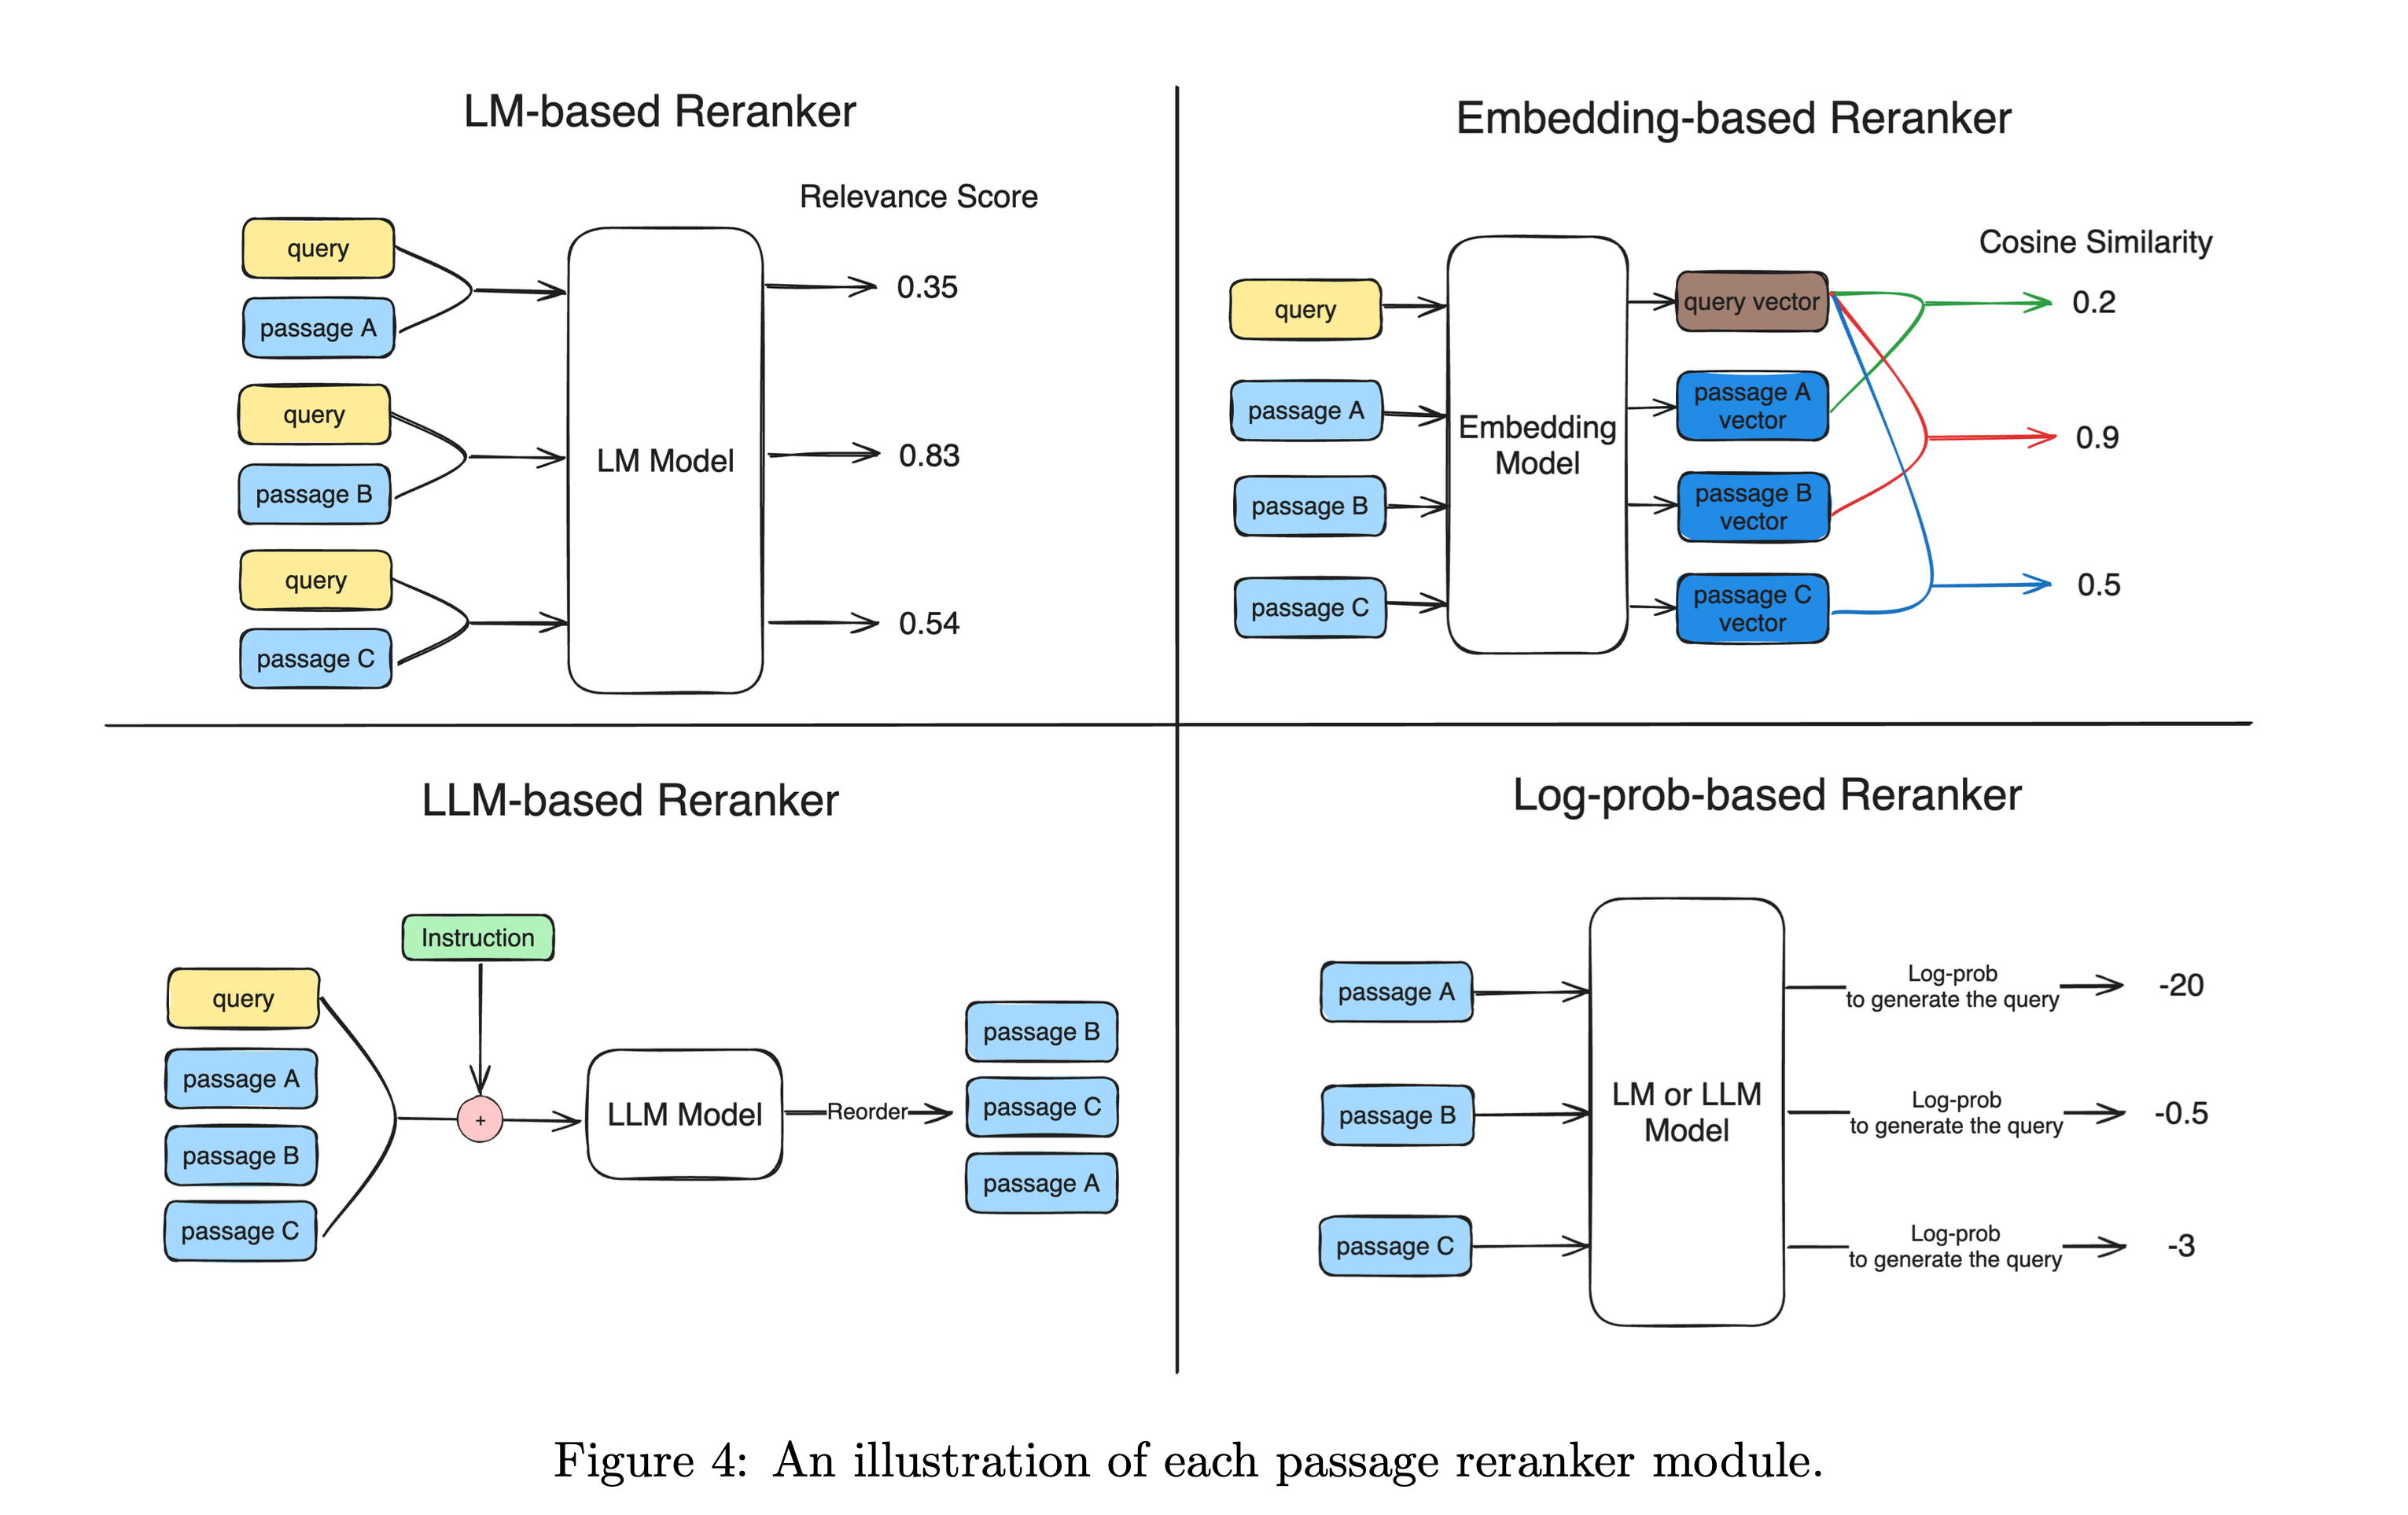 LM-based Reranker
Relevance Score
query
passage A
query
passage B
query
passage C
LM Model
0.35
0.83
0.54
Embedding-based Reranker
Cosine Similarity
query
passage A
passage B
passage C
Embedding
Model
query vector
passage A
vector
passage B
vector
passage C
vector
0.2
0.9
0.5
LLM-based Reranker
Instruction
query
passage A
passage B
passage C
+
LLM Model
Reorder
passage B
passage C
passage A
Log-prob-based Reranker
passage A
passage B
passage C
LM or LLM
Model
Log-prob
to generate the query
-20
Log-prob
to generate the query
-0.5
Log-prob
to generate the query
-3
Figure 4: An illustration of each passage reranker module.